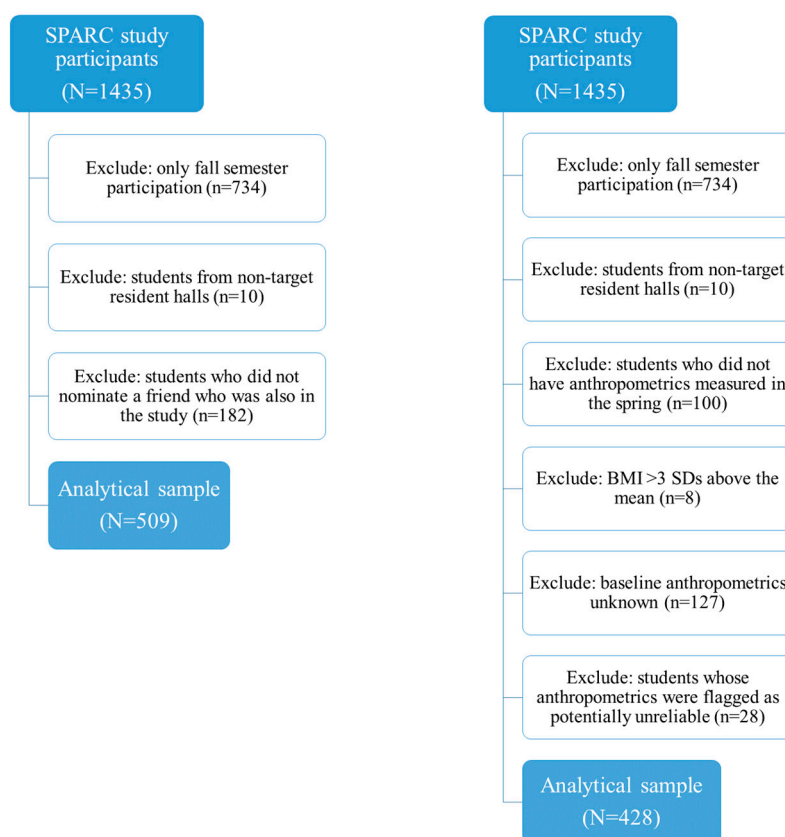 SPARC study
participants
(N=1435)
Exclude: only fall semester
participation (n=734)
Exclude: students from non-target
resident halls (n=10)
Exclude: students who did not
nominate a friend who was also in
the study (n=182)
Analytical sample
(N=509)
SPARC study
participants
(N=1435)
Exclude: only fall semester
participation (n=734)
Exclude: students from non-target
resident halls (n=10)
Exclude: students who did not
have anthropometrics measured in
the spring (n=100)
Exclude: BMI >3 SDs above the
mean (n=8)
Exclude: baseline anthropometrics
unknown (n=127)
Exclude: students whose
anthropometrics were flagged as
potentially unreliable (n=28)
Analytical sample
(N=428)